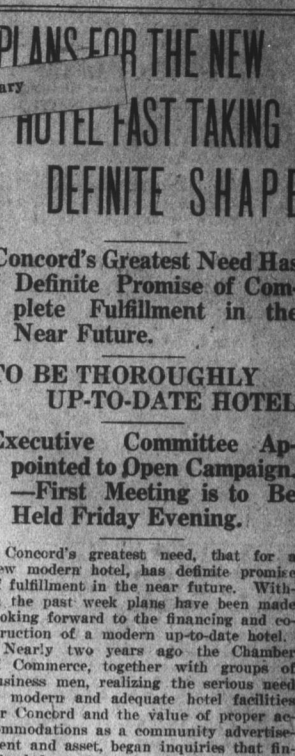 PLANS FOR THE NEW
ary
HOTEL FAST TAKING
DEFINITE SHAPE
Concord's Greatest Need Has
Definite Promise of Com-
plete Fulfillment in the
Near Future.
TO BE THOROUGHLY
UP-TO-DATE HOTEL
Executive Committee Ap-
pointed to Open Campaign.
—First Meeting is to Be
Held Friday Evening.
Concord's greatest need, that for a
ew modern hotel, has definite promise
f fulfillment in the near future. With-
the past week plans have been made
oking forward to the financing and co-
ruction of a modern up-to-date hotel.
Nearly two years ago the Chamber
Commerce, together with groups of
usiness men, realizing the serious need
modern and adequate hotel facilities
r Concord and the value of proper ac-
mmodations as a community advertise-
ent and asset, began inquiries that fin